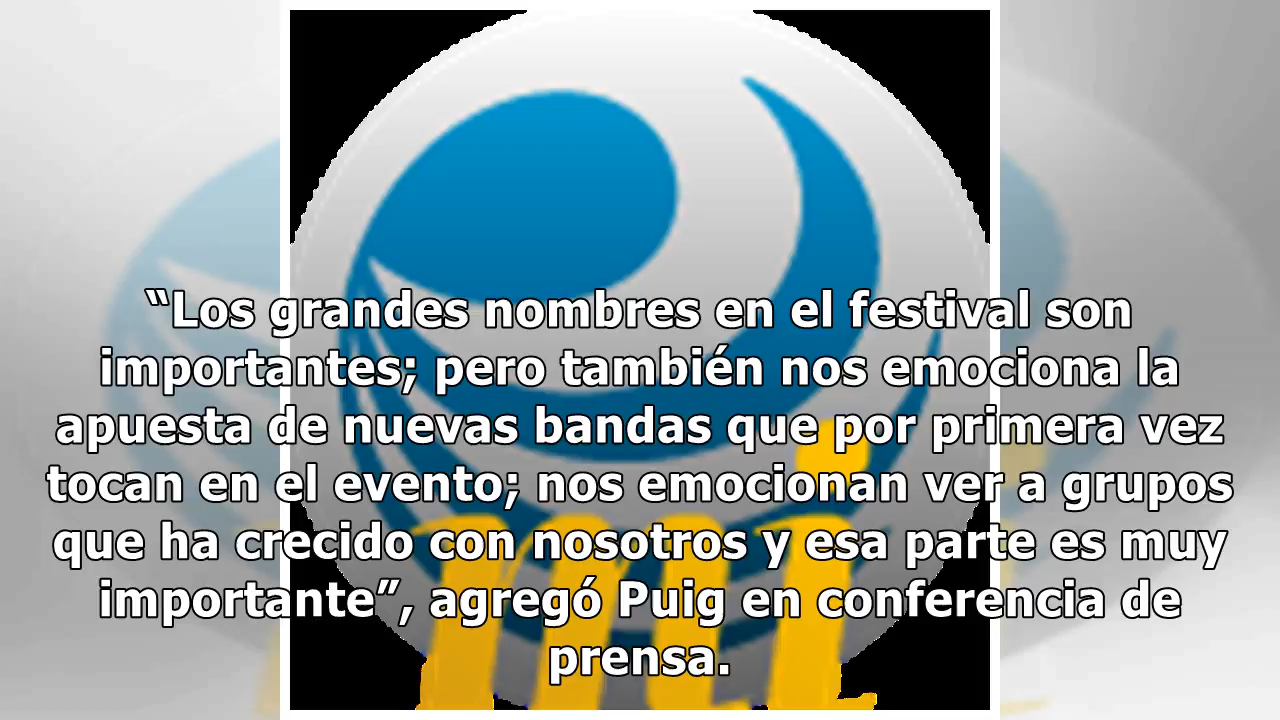 “Los grandes nombres en el festival son
importantes; pero también nos emociona la
apuesta de nuevas bandas que por primera vez
tocan en el evento; nos emocionan ver a grupos
que ha crecido con nosotros y esa parte es muy
importante”, agregó Puig en conferencia de
prensa.